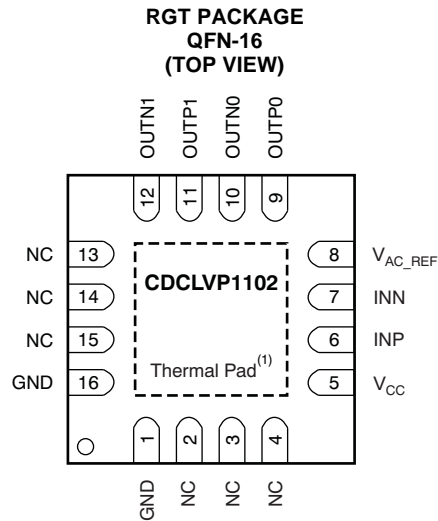 RGT PACKAGE
QFN-16
(TOP VIEW)
OUTN1
OUTP1
OUTN0
OUTP0
12
11
10
9
NC 13
NC 14
NC 15
GND 16
CDCLVP1102
Thermal Pad(1)
8 VAC_REF
7 INN
6 INP
5 VCC
1
2
3
4
GND
NC
NC
NC